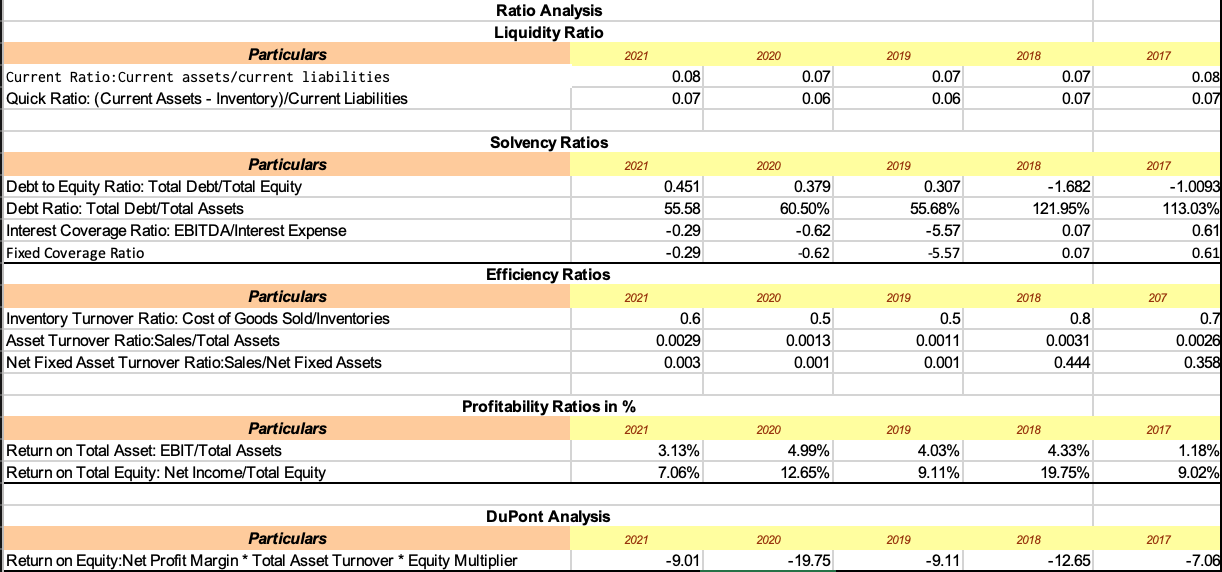 Ratio Analysis
Liquidity Ratio
Particulars 2021 2020 2019 2018 2017
Current Ratio:Current assets/current liabilities 0.08 0.07 0.07 0.07 0.08
Quick Ratio: (Current Assets - Inventory)/Current Liabilities 0.07 0.06 0.06 0.07 0.07
Solvency Ratios
Particulars 2021 2020 2019 2018 2017
Debt to Equity Ratio: Total Debt/Total Equity 0.451 0.379 0.307 -1.682 -1.0093
Debt Ratio: Total Debt/Total Assets 55.58 60.50% 55.68% 121.95% 113.03%
Interest Coverage Ratio: EBITDA/Interest Expense -0.29 -0.62 -5.57 0.07 0.61
Fixed Coverage Ratio -0.29 -0.62 -5.57 0.07 0.61
Efficiency Ratios
Particulars 2021 2020 2019 2018 207
Inventory Turnover Ratio: Cost of Goods Sold/Inventories 0.6 0.5 0.5 0.8 0.7
Asset Turnover Ratio:Sales/Total Assets 0.0029 0.0013 0.0011 0.0031 0.0026
Net Fixed Asset Turnover Ratio:Sales/Net Fixed Assets 0.003 0.001 0.001 0.444 0.358
Profitability Ratios in %
Particulars 2021 2020 2019 2018 2017
Return on Total Asset: EBIT/Total Assets 3.13% 4.99% 4.03% 4.33% 1.18%
Return on Total Equity: Net Income/Total Equity 7.06% 12.65% 9.11% 19.75% 9.02%
DuPont Analysis
Particulars 2021 2020 2019 2018 2017
Return on Equity:Net Profit Margin * Total Asset Turnover * Equity Multiplier -9.01 -19.75 -9.11 -12.65 -7.06